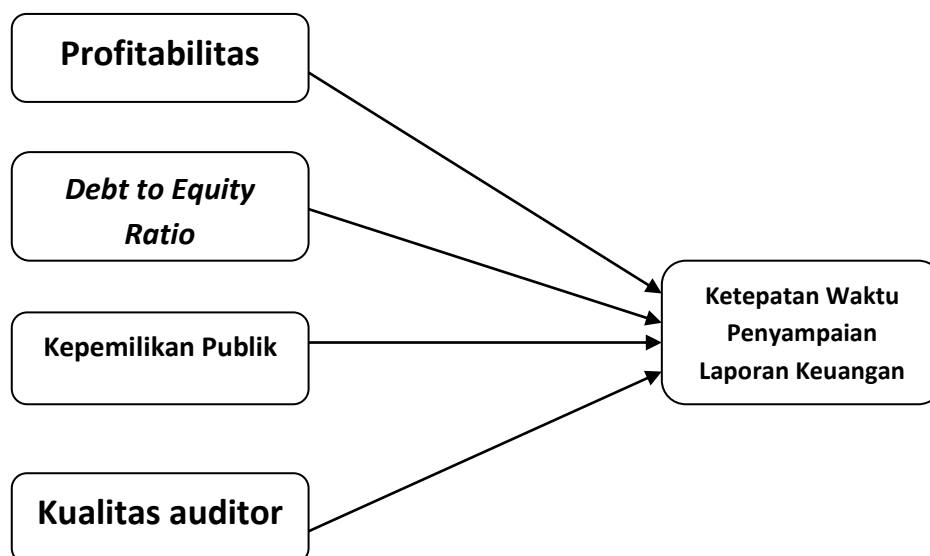 Profitabilitas
Debt to Equity
Ratio
Kepemilikan Publik
Kualitas auditor
Ketepatan Waktu
Penyampaian
Laporan Keuangan